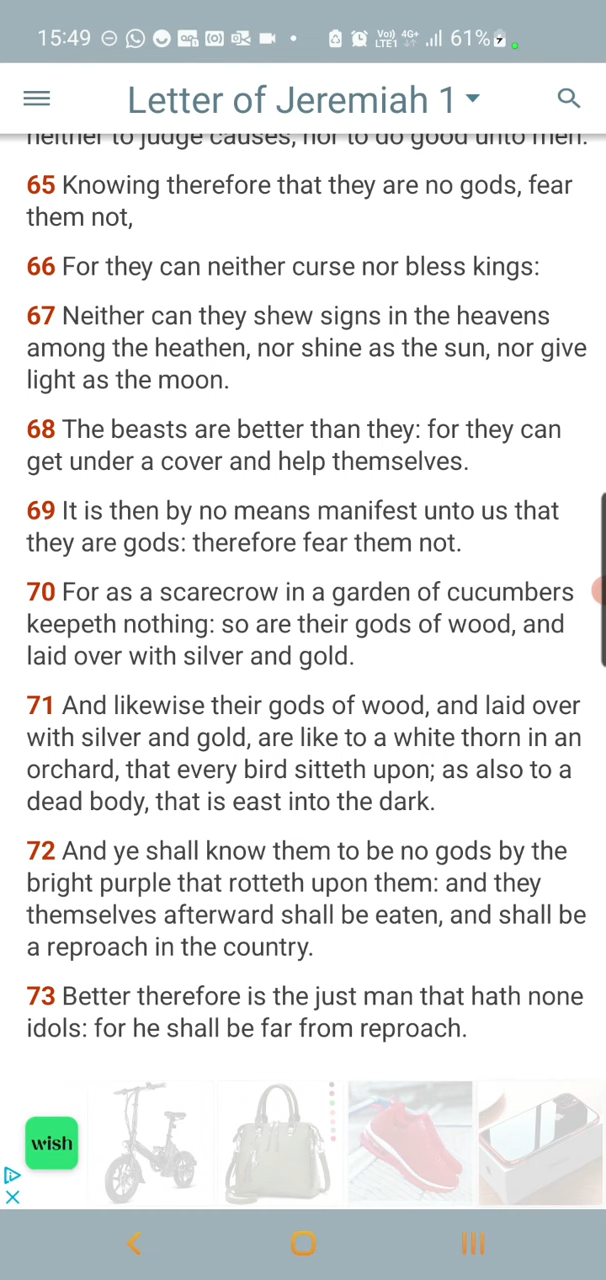 15:49
Vo))
LTE1
4G+
61%
Letter of Jeremiah 1
neither to judge causes, nor to do good unto men.
65 Knowing therefore that they are no gods, fear
them not,
66 For they can neither curse nor bless kings:
67 Neither can they shew signs in the heavens
among the heathen, nor shine as the sun, nor give
light as the moon.
68 The beasts are better than they: for they can
get under a cover and help themselves.
69 It is then by no means manifest unto us that
they are gods: therefore fear them not.
70 For as a scarecrow in a garden of cucumbers
keepeth nothing: so are their gods of wood, and
laid over with silver and gold.
71 And likewise their gods of wood, and laid over
with silver and gold, are like to a white thorn in an
orchard, that every bird sitteth upon; as also to a
dead body, that is east into the dark.
72 And ye shall know them to be no gods by the
bright purple that rotteth upon them: and they
themselves afterward shall be eaten, and shall be
a reproach in the country.
73 Better therefore is the just man that hath none
idols: for he shall be far from reproach.
wish